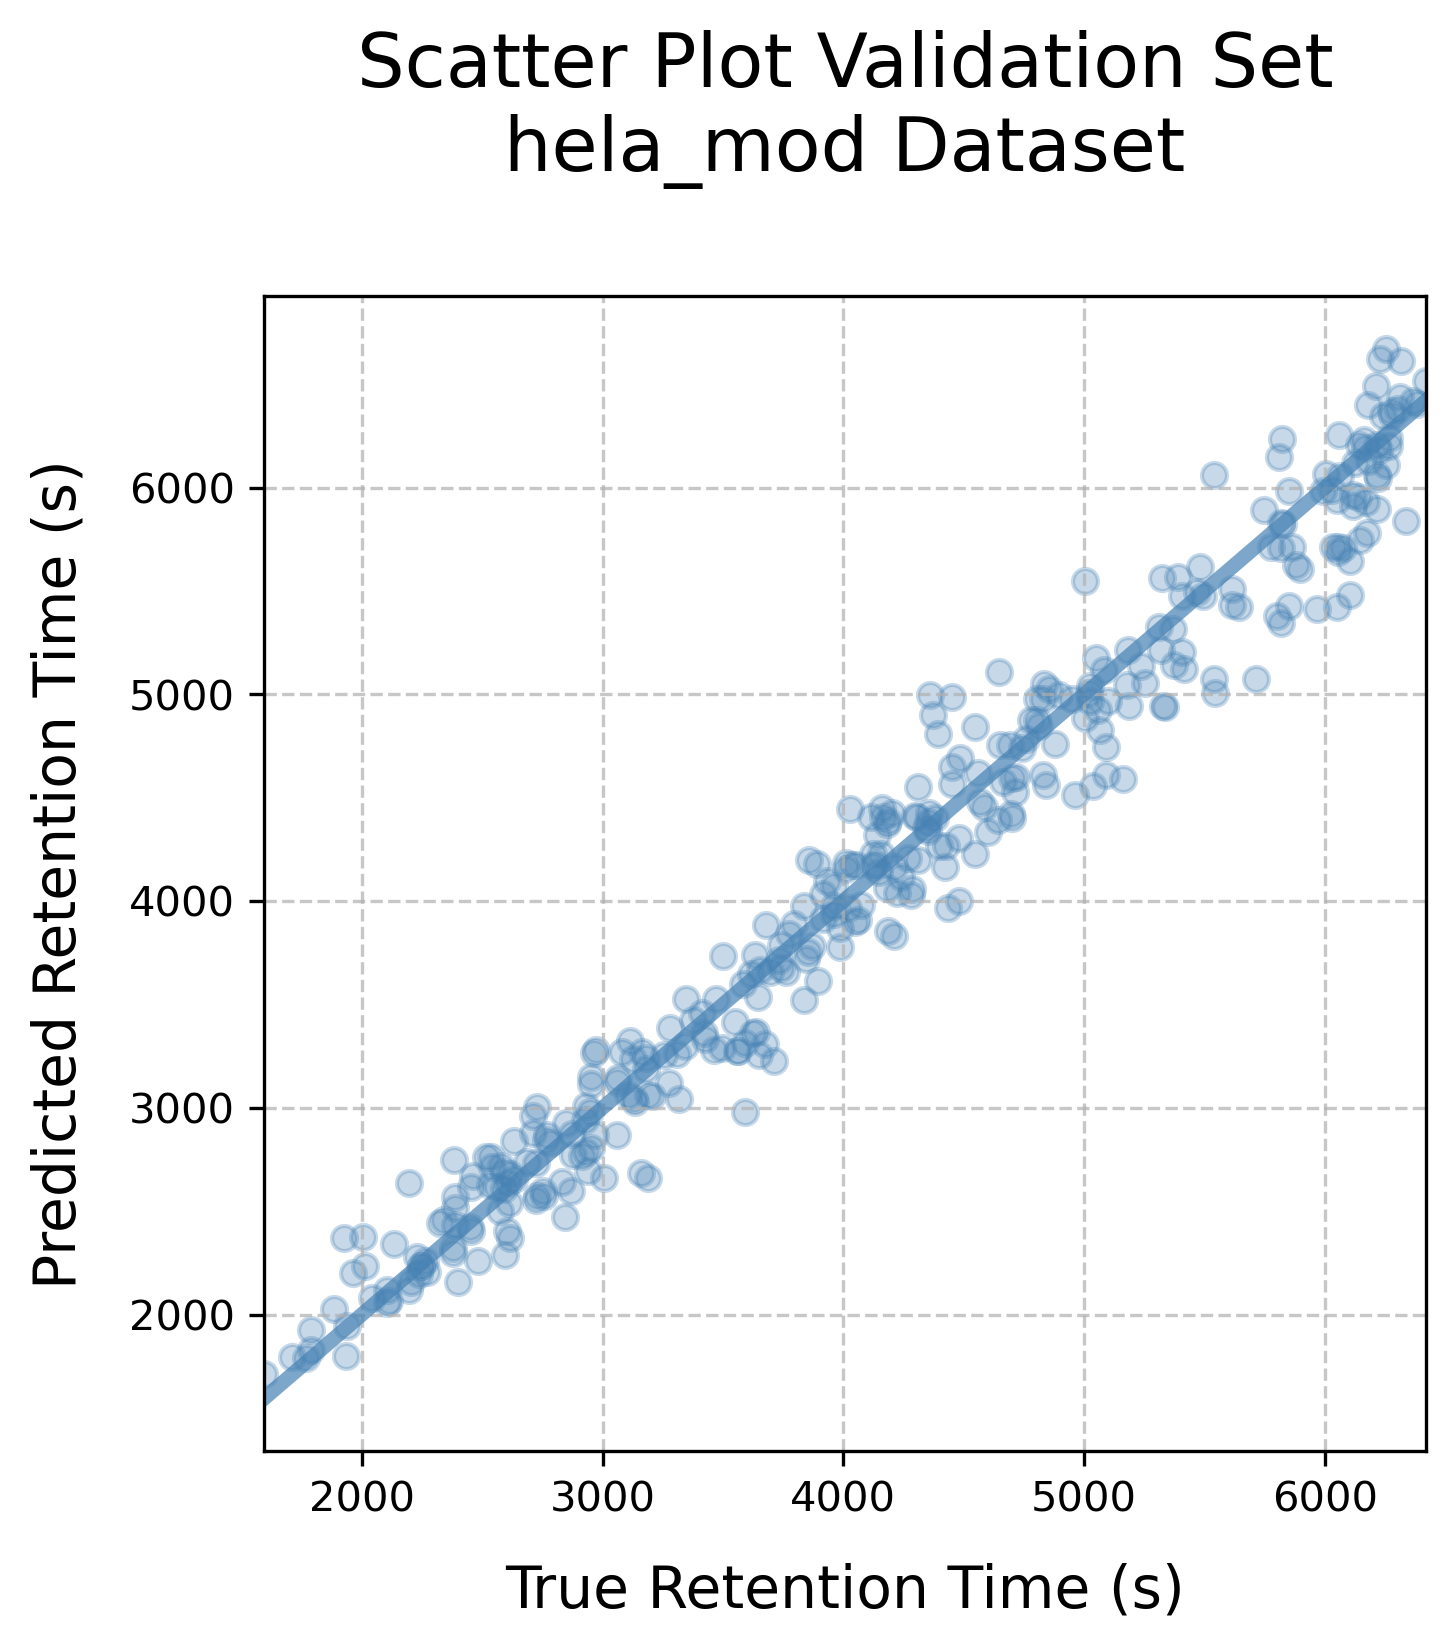 Scatter Plot Validation Set
hela_mod Dataset
Predicted Retention Time (s)
6000
5000
4000
3000
2000
2000 3000 4000 5000 6000
True Retention Time (s)